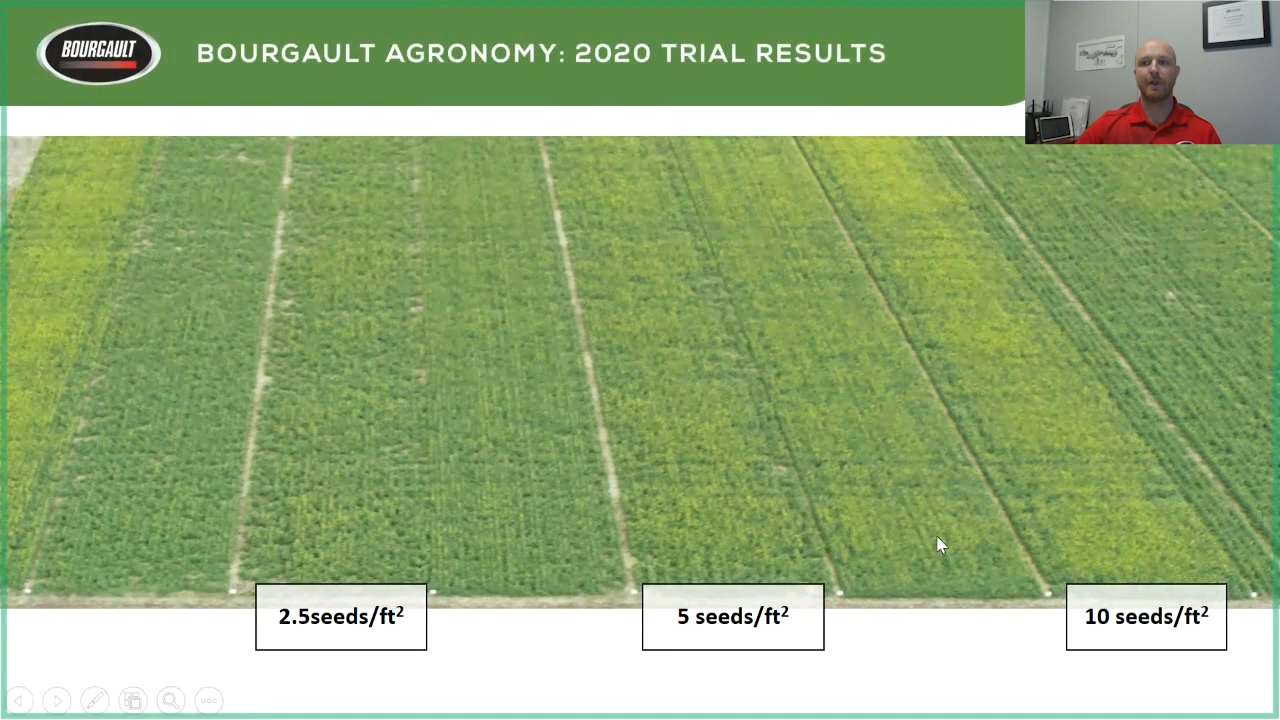 BOURGAULT
BOURGAULT AGRONOMY: 2020 TRIAL RESULTS
2.5seeds/ft²
5 seeds/ft²
10 seeds/ft²